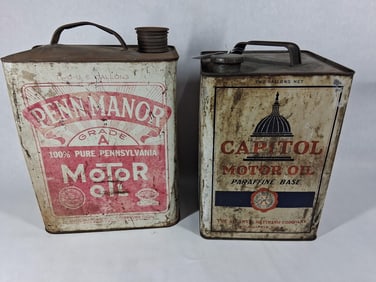 PENN MANOR
GRADE
A
100% PURE PENNSYLVANIA
MOTOR
OIL
TWO GALLONS NET
CAPITOL
MOTOR OIL
PARAFFINE BASE